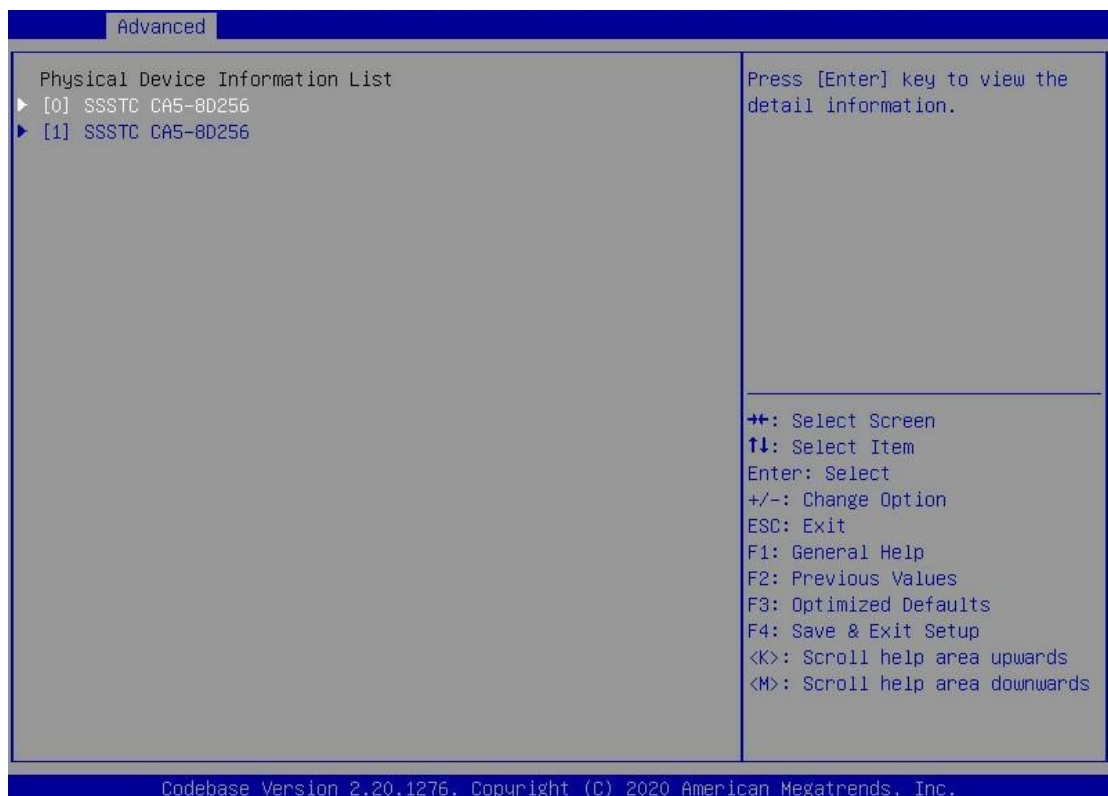 Advanced
Physical Device Information List
[0] SSSTC CA5-8D256
[1] SSSTC CA5-8D256
Press [Enter] key to view the
detail information.
→←: Select Screen
↑↓: Select Item
Enter: Select
+/-: Change Option
ESC: Exit
F1: General Help
F2: Previous Values
F3: Optimized Defaults
F4: Save & Exit Setup
<K>: Scroll help area upwards
<M>: Scroll help area downwards
Codebase Version 2.20.1276. Copyright (C) 2020 American Megatrends, Inc.